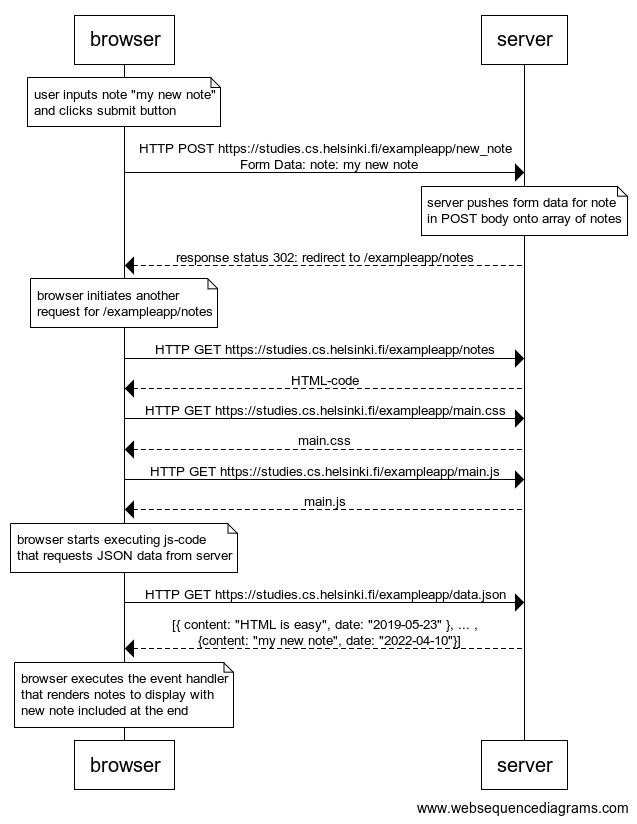 browser server
user inputs note "my new note"
and clicks submit button
HTTP POST https://studies.cs.helsinki.fi/exampleapp/new_note
Form Data: note: my new note
server pushes form data for note
in POST body onto array of notes
response status 302: redirect to /exampleapp/notes
browser initiates another
request for /exampleapp/notes
HTTP GET https://studies.cs.helsinki.fi/exampleapp/notes
HTML-code
HTTP GET https://studies.cs.helsinki.fi/exampleapp/main.css
main.css
HTTP GET https://studies.cs.helsinki.fi/exampleapp/main.js
main.js
browser starts executing js-code
that requests JSON data from server
HTTP GET https://studies.cs.helsinki.fi/exampleapp/data.json
[{ content: "HTML is easy", date: "2019-05-23" }, ... ,
{content: "my new note", date: "2022-04-10"}]
browser executes the event handler
that renders notes to display with
new note included at the end
browser server
www.websequencediagrams.com